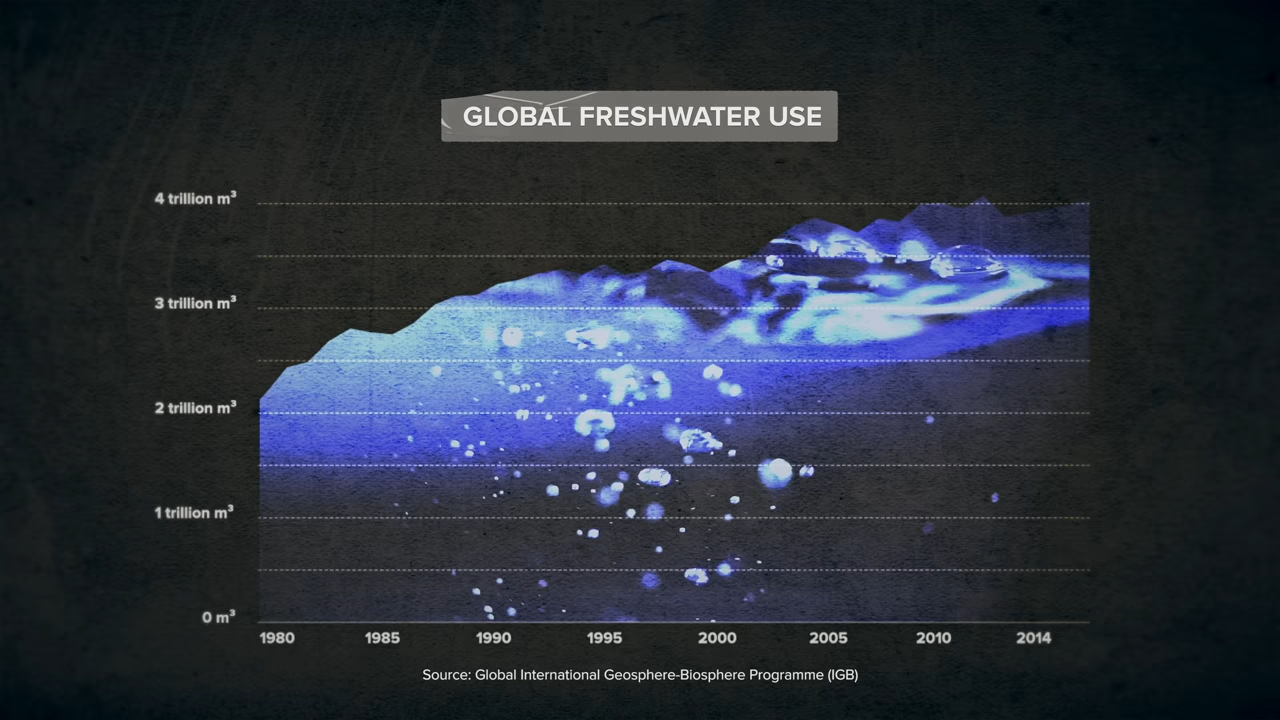 GLOBAL FRESHWATER USE
4 trillion m³
3 trillion m³
2 trillion m³
1 trillion m³
0 m³
1980 1985 1990 1995 2000 2005 2010 2014
Source: Global International Geosphere-Biosphere Programme (IGB)